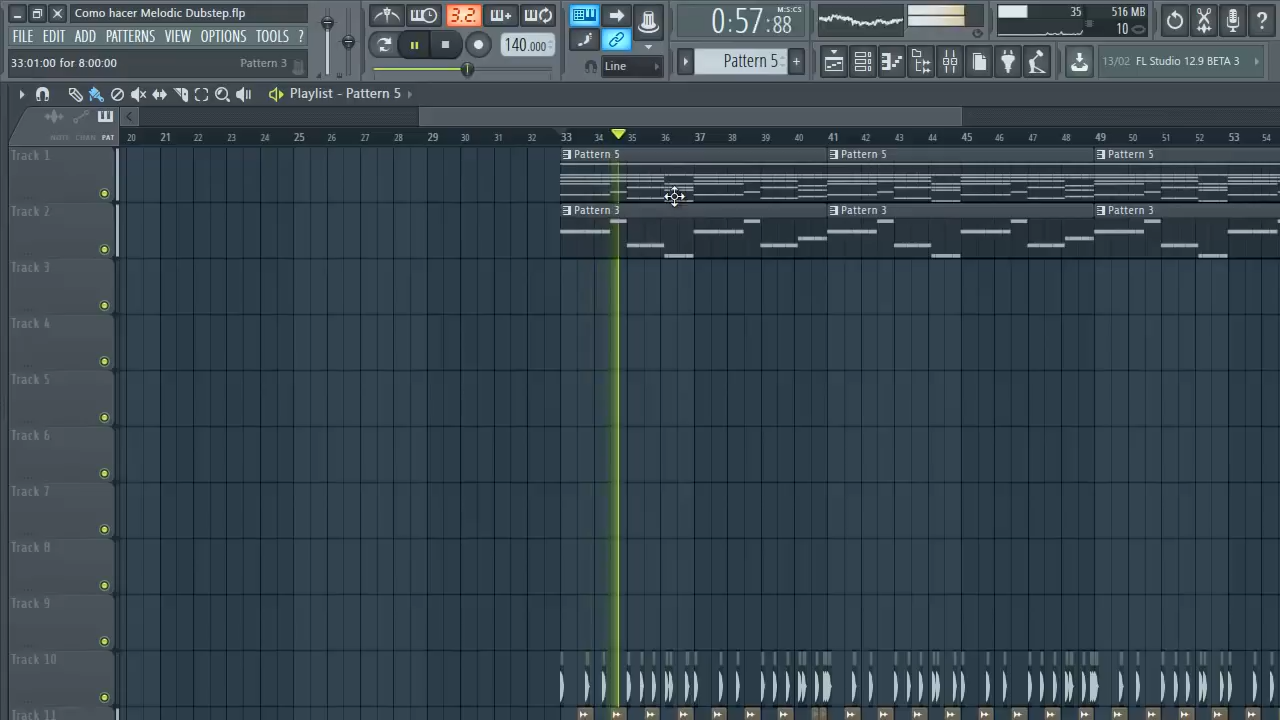 Como hacer Melodic Dubstep.flp
FILE EDIT ADD PATTERNS VIEW OPTIONS TOOLS ?
33:01:00 for 8:00:00 Pattern 3
3.2.
140.000
Line
0:57:88 M:S:CS
Pattern 5
35 516 MB
10
13/02 FL Studio 12.9 BETA 3
Playlist - Pattern 5
NOTE CHAN PAT
20 21 22 23 24 25 26 27 28 29 30 31 32 33 34 35 36 37 38 39 40 41 42 43 44 45 46 47 48 49 50 51 52 53 54
Track 1
Pattern 5 Pattern 5 Pattern 5
Track 2
Pattern 3 Pattern 3 Pattern 3
Track 3
Track 4
Track 5
Track 6
Track 7
Track 8
Track 9
Track 10
Track 11